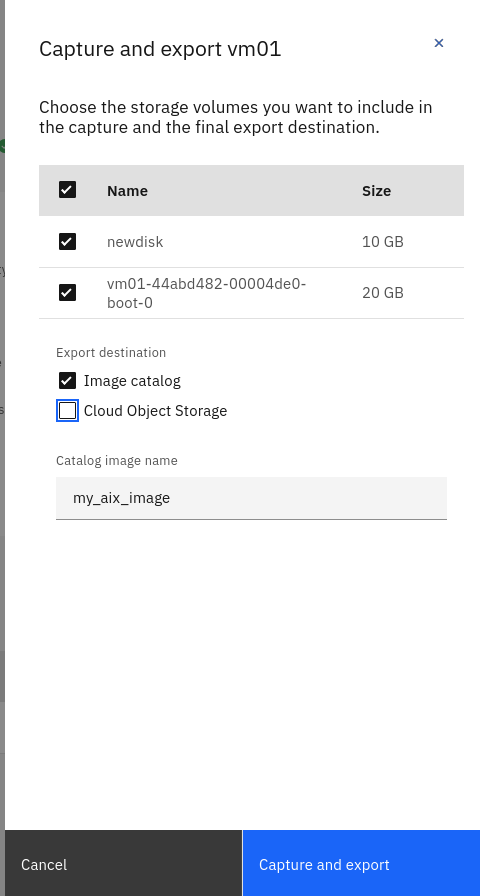 Capture and export vm01
Choose the storage volumes you want to include in
the capture and the final export destination.
Name Size
newdisk 10 GB
vm01-44abd482-00004de0-
boot-0 20 GB
Export destination
Image catalog
Cloud Object Storage
Catalog image name
my_aix_image
Cancel Capture and export